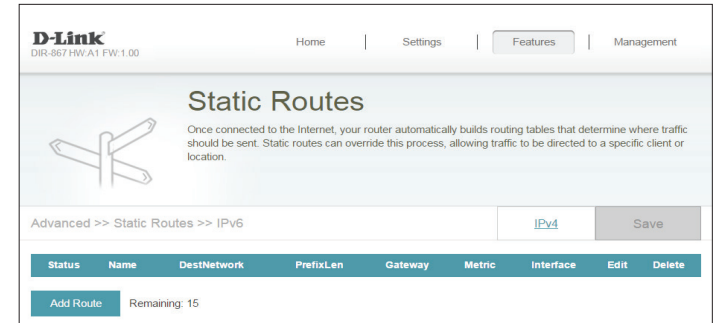 D-Link
DIR-867 HW:A1 FW:1.00
Home Settings Features Management
Static Routes
Once connected to the Internet, your router automatically builds routing tables that determine where traffic
should be sent. Static routes can override this process, allowing traffic to be directed to a specific client or
location.
Advanced >> Static Routes >> IPv6
IPv4 Save
Status Name DestNetwork PrefixLen Gateway Metric Interface Edit Delete
Add Route Remaining: 15